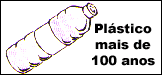 Plástico
mais de
100 anos